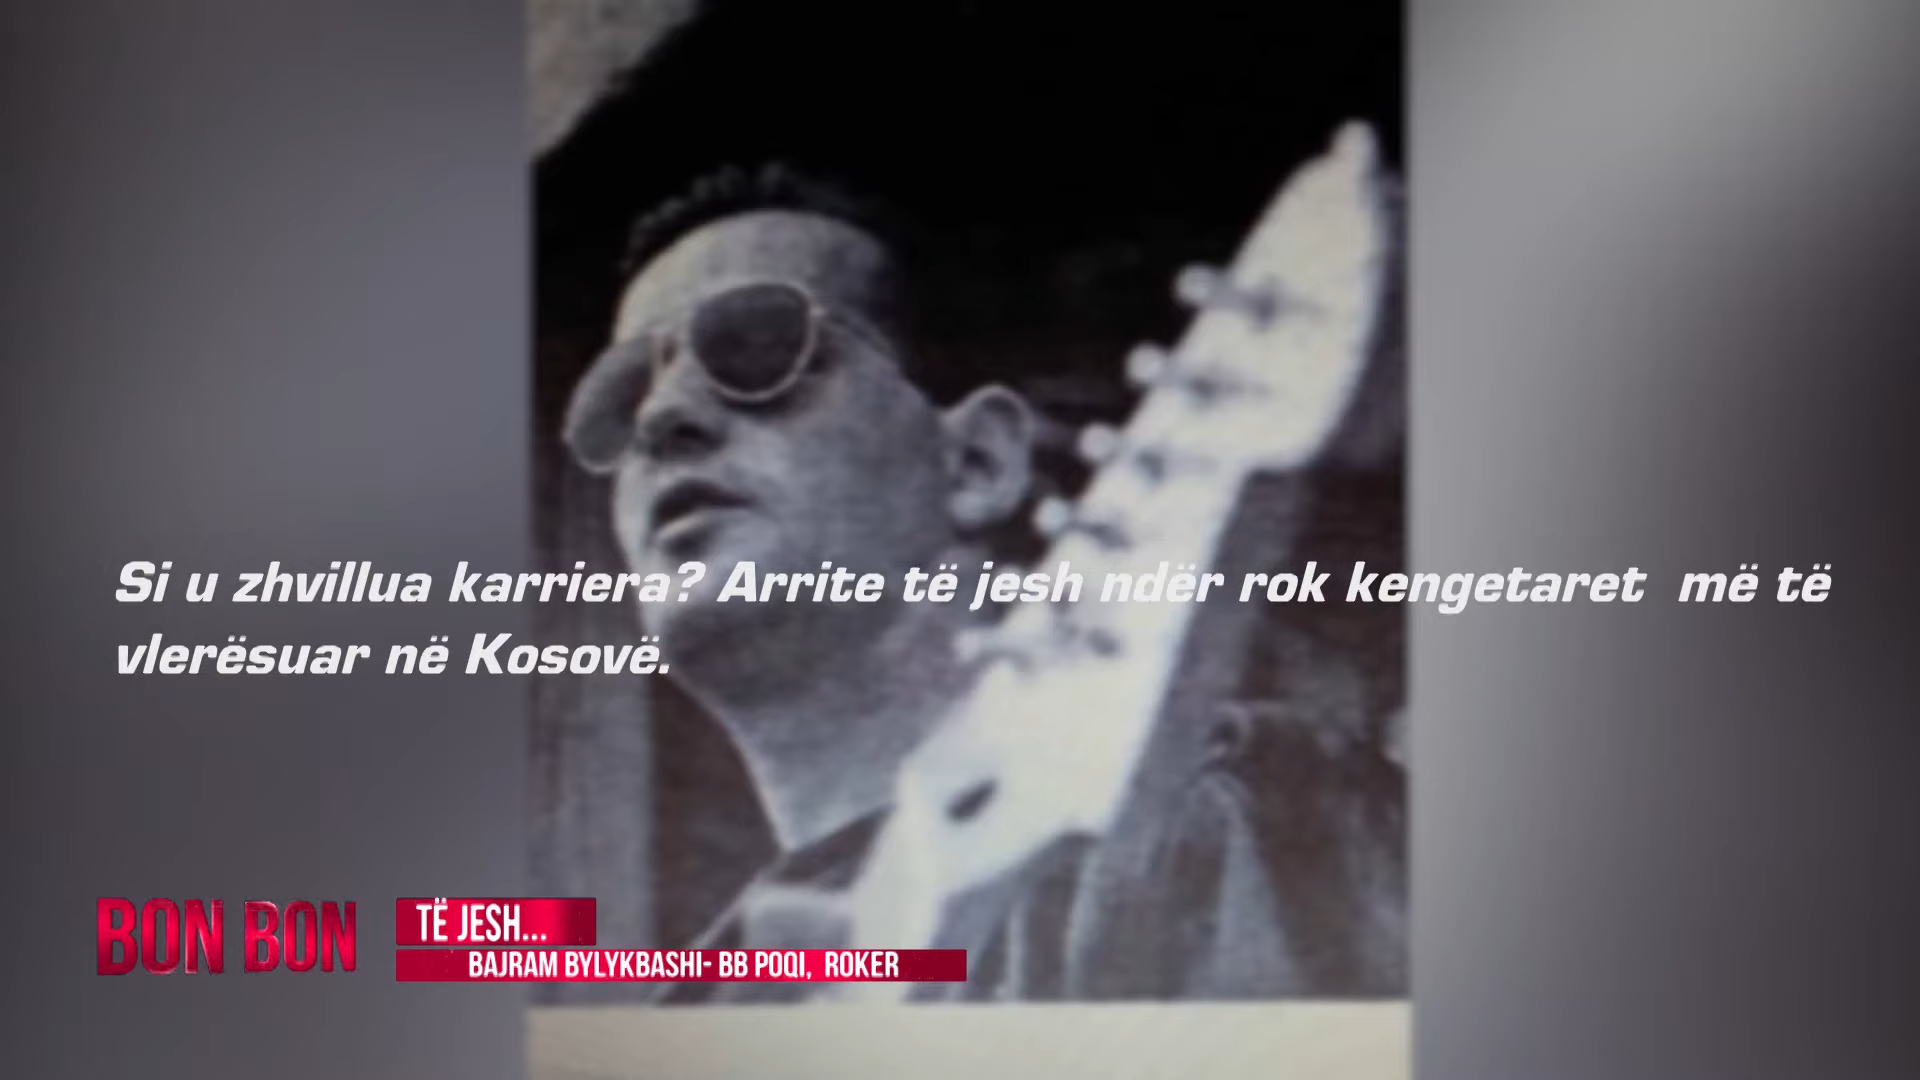 Si u zhvillua karriera? Arrite të jesh ndër rok kengetaret më të
vlerësuar në Kosovë.
BON BON
TË JESH...
BAJRAM BYLYKBASHI- BB POQI, ROKER